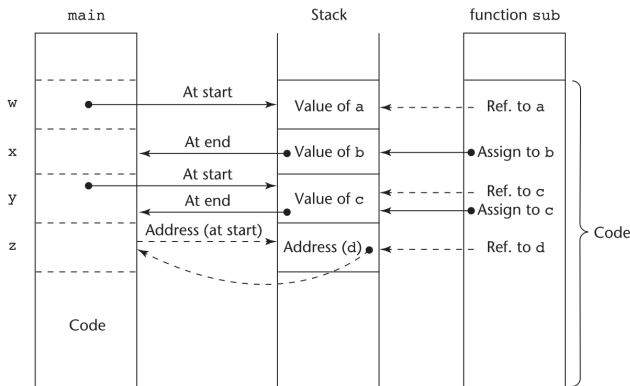 main
Stack
function sub
w
At start
Value of a
Ref. to a
x
At end
Value of b
Assign to b
y
At start
At end
Value of c
Ref. to c
Assign to c
z
Address (at start)
Address (d)
Ref. to d
Code
Code